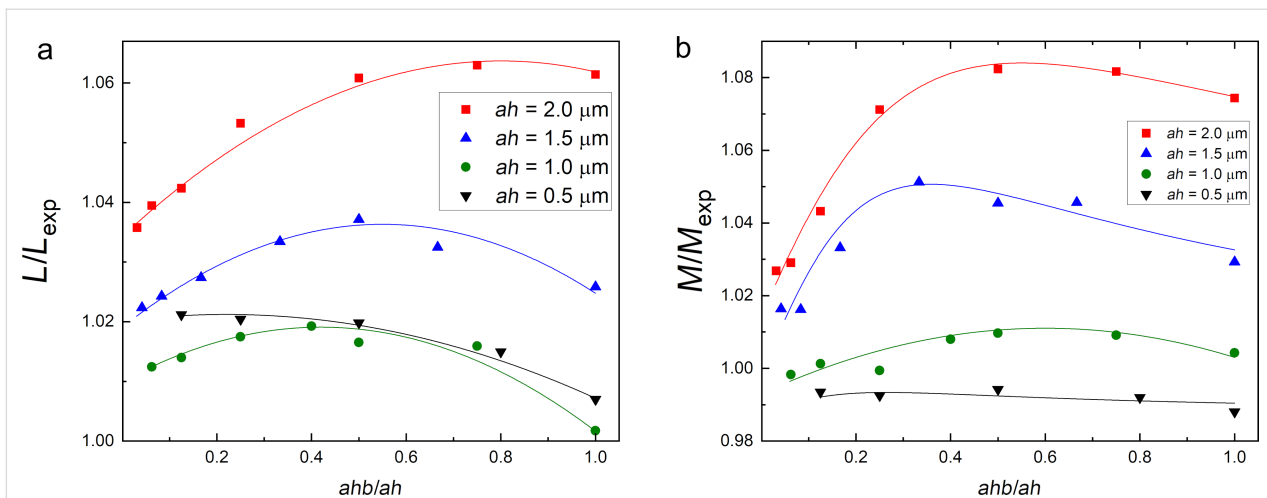 a
1.06
1.04
1.02
1.00
L/Lexp
0.2
0.4
0.6
0.8
1.0
ahb/ah
ah = 2.0 μm
ah = 1.5 μm
ah = 1.0 μm
ah = 0.5 μm
b
1.08
1.06
1.04
1.02
1.00
0.98
M/Mexp
0.2
0.4
0.6
0.8
1.0
ahb/ah
ah = 2.0 μm
ah = 1.5 μm
ah = 1.0 μm
ah = 0.5 μm